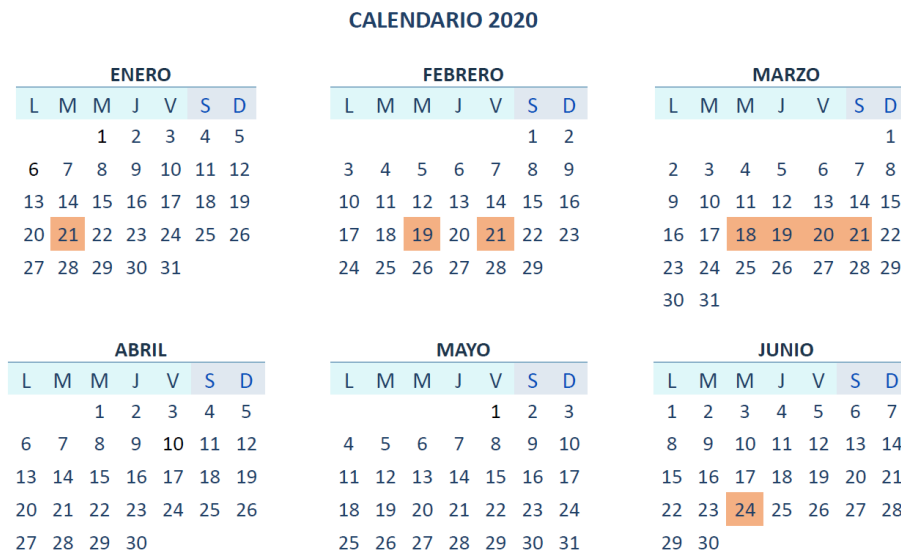 CALENDARIO 2020
ENERO
L M M J V S D
1 2 3 4 5
6 7 8 9 10 11 12
13 14 15 16 17 18 19
20 21 22 23 24 25 26
27 28 29 30 31
FEBRERO
L M M J V S D
1 2
3 4 5 6 7 8 9
10 11 12 13 14 15 16
17 18 19 20 21 22 23
24 25 26 27 28 29
MARZO
L M M J V S D
1
2 3 4 5 6 7 8
9 10 11 12 13 14 15
16 17 18 19 20 21 22
23 24 25 26 27 28 29
30 31
ABRIL
L M M J V S D
1 2 3 4 5
6 7 8 9 10 11 12
13 14 15 16 17 18 19
20 21 22 23 24 25 26
27 28 29 30
MAYO
L M M J V S D
1 2 3
4 5 6 7 8 9 10
11 12 13 14 15 16 17
18 19 20 21 22 23 24
25 26 27 28 29 30 31
JUNIO
L M M J V S D
1 2 3 4 5 6 7
8 9 10 11 12 13 14
15 16 17 18 19 20 21
22 23 24 25 26 27 28
29 30